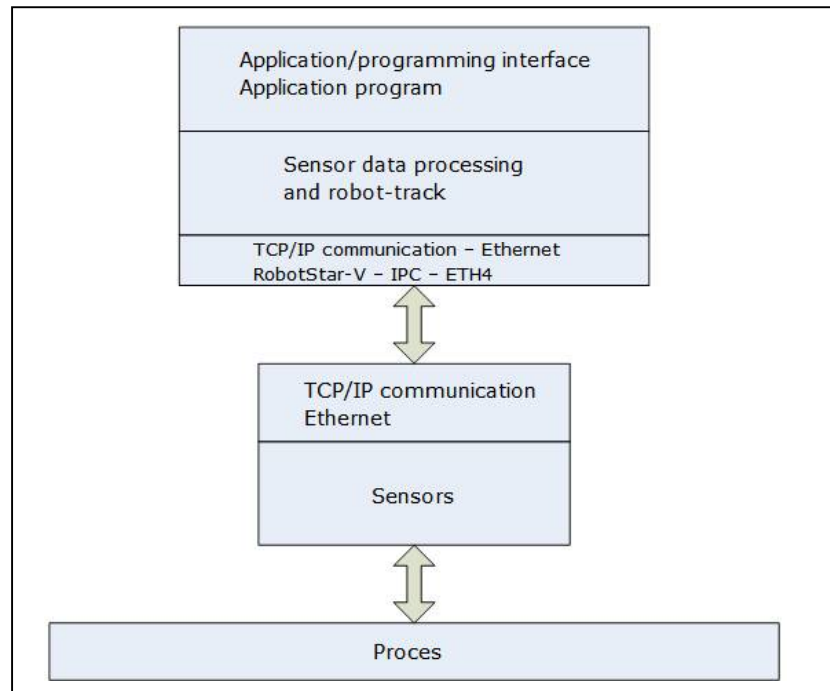 Application/programming interface
Application program
Sensor data processing
and robot-track
TCP/IP communication – Ethernet
RobotStar-V – IPC – ETH4
TCP/IP communication
Ethernet
Sensors
Proces